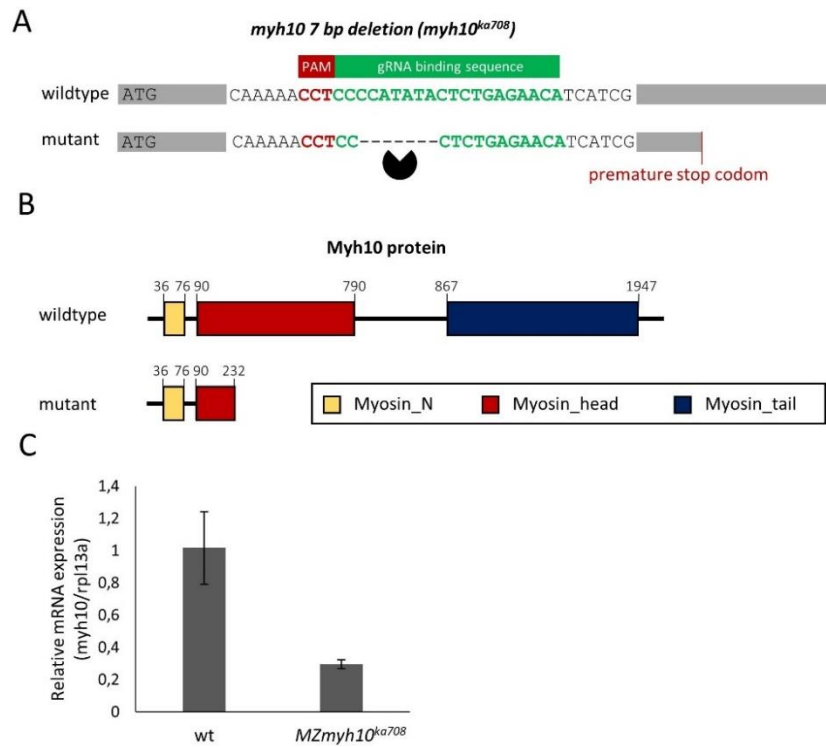 A
myh10 7 bp deletion (myh10ka708)
PAM gRNA binding sequence
wildtype ATG CAAAAACCTCCCCATATACTCTGAGAACATCATCG
mutant ATG CAAAAACCTCC-------CTCTGAGAACATCATCG
premature stop codom
B
Myh10 protein
36 76 90 790 867 1947
wildtype
36 76 90 232
mutant
Myosin_N Myosin_head Myosin_tail
C
Relative mRNA expression
(myh10/rpl13a)
1,4
1,2
1
0,8
0,6
0,4
0,2
0
wt MZmyh10ka708